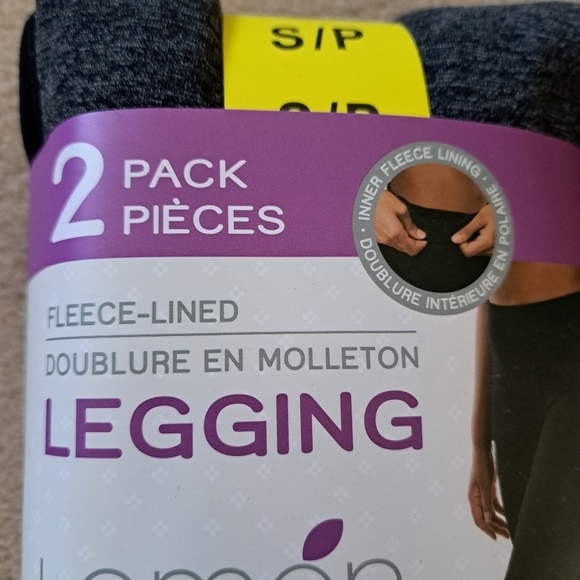 S/P
S/P
2 PACK
PIÈCES
INNER FLEECE LINING
DOUBLURE INTÉRIEURE EN POLAIRE
FLEECE-LINED
DOUBLURE EN MOLLETON
LEGGING